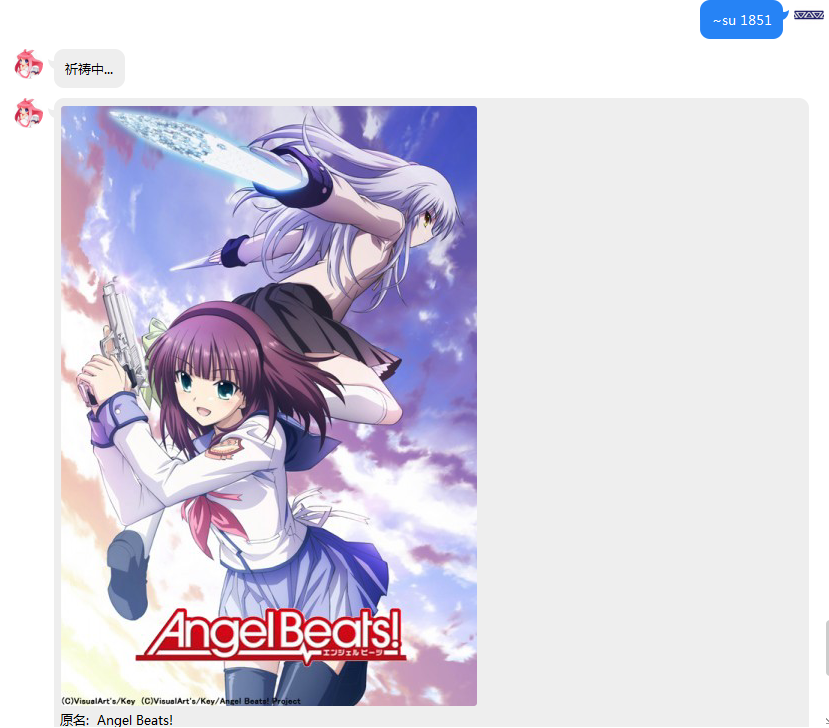 ~su 1851
祈祷中...
Angel Beats!
エンジェルビーツ
(C)VisualArt's/Key (C)VisualArt's/Key/Angel Beats! Project
原名: Angel Beats!